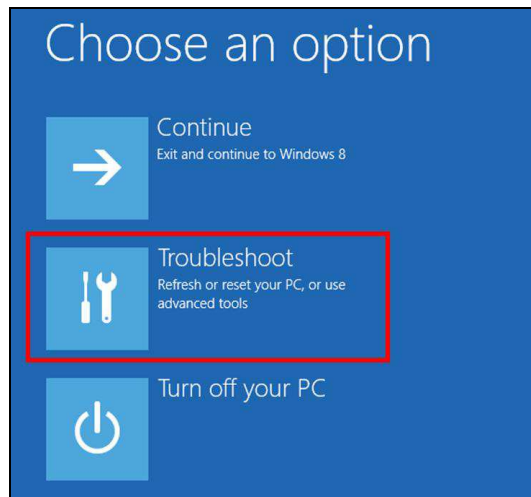 Choose an option
Continue
Exit and continue to Windows 8
Troubleshoot
Refresh or reset your PC, or use
advanced tools
Turn off your PC